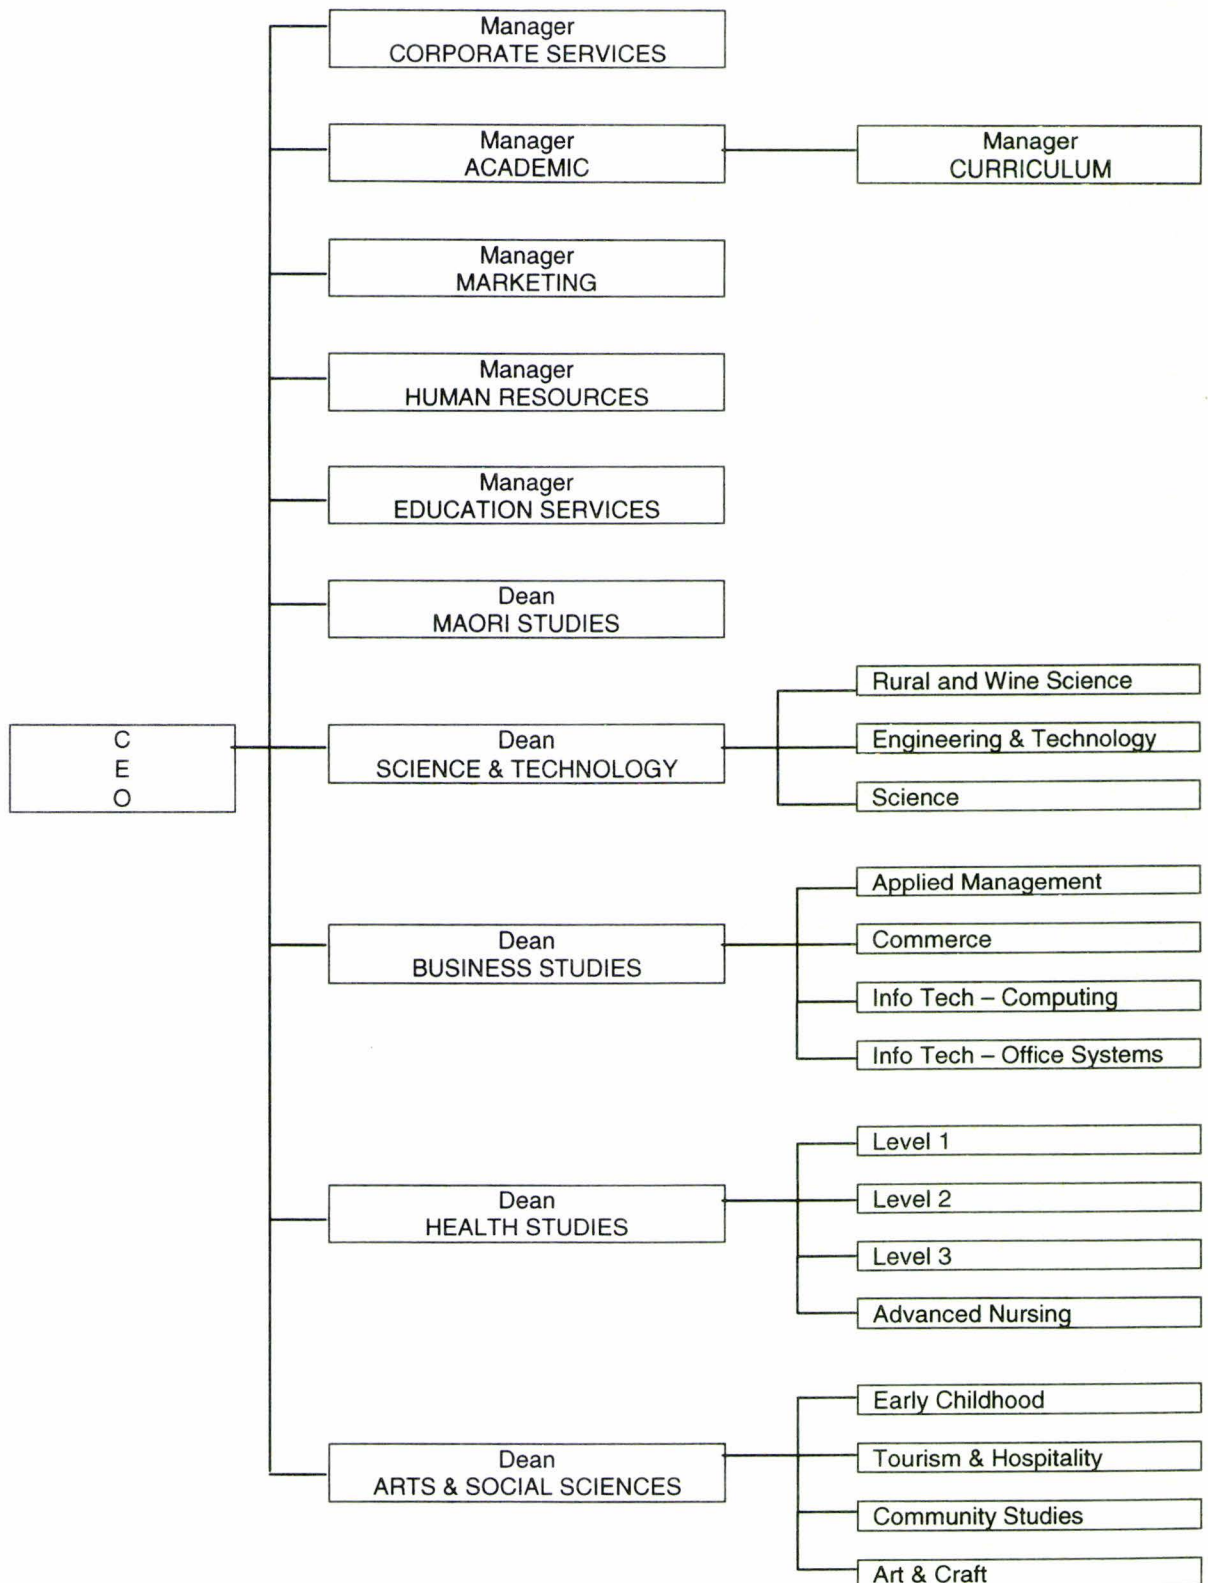 Manager
CORPORATE SERVICES
Manager
ACADEMIC
Manager
CURRICULUM
Manager
MARKETING
Manager
HUMAN RESOURCES
Manager
EDUCATION SERVICES
Dean
MAORI STUDIES
C
E
O
Dean
SCIENCE & TECHNOLOGY
Rural and Wine Science
Engineering & Technology
Science
Dean
BUSINESS STUDIES
Applied Management
Commerce
Info Tech – Computing
Info Tech – Office Systems
Dean
HEALTH STUDIES
Level 1
Level 2
Level 3
Advanced Nursing
Dean
ARTS & SOCIAL SCIENCES
Early Childhood
Tourism & Hospitality
Community Studies
Art & Craft